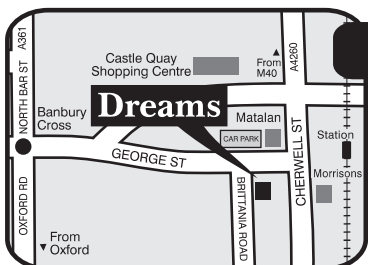 A361
NORTH BAR ST
Castle Quay
Shopping Centre
From
M40
A4260
Banbury
Cross
Dreams
Matalan
CAR PARK
Station
GEORGE ST
CHERWELL ST
Morrisons
BRITTANIA ROAD
OXFORD RD
From
Oxford